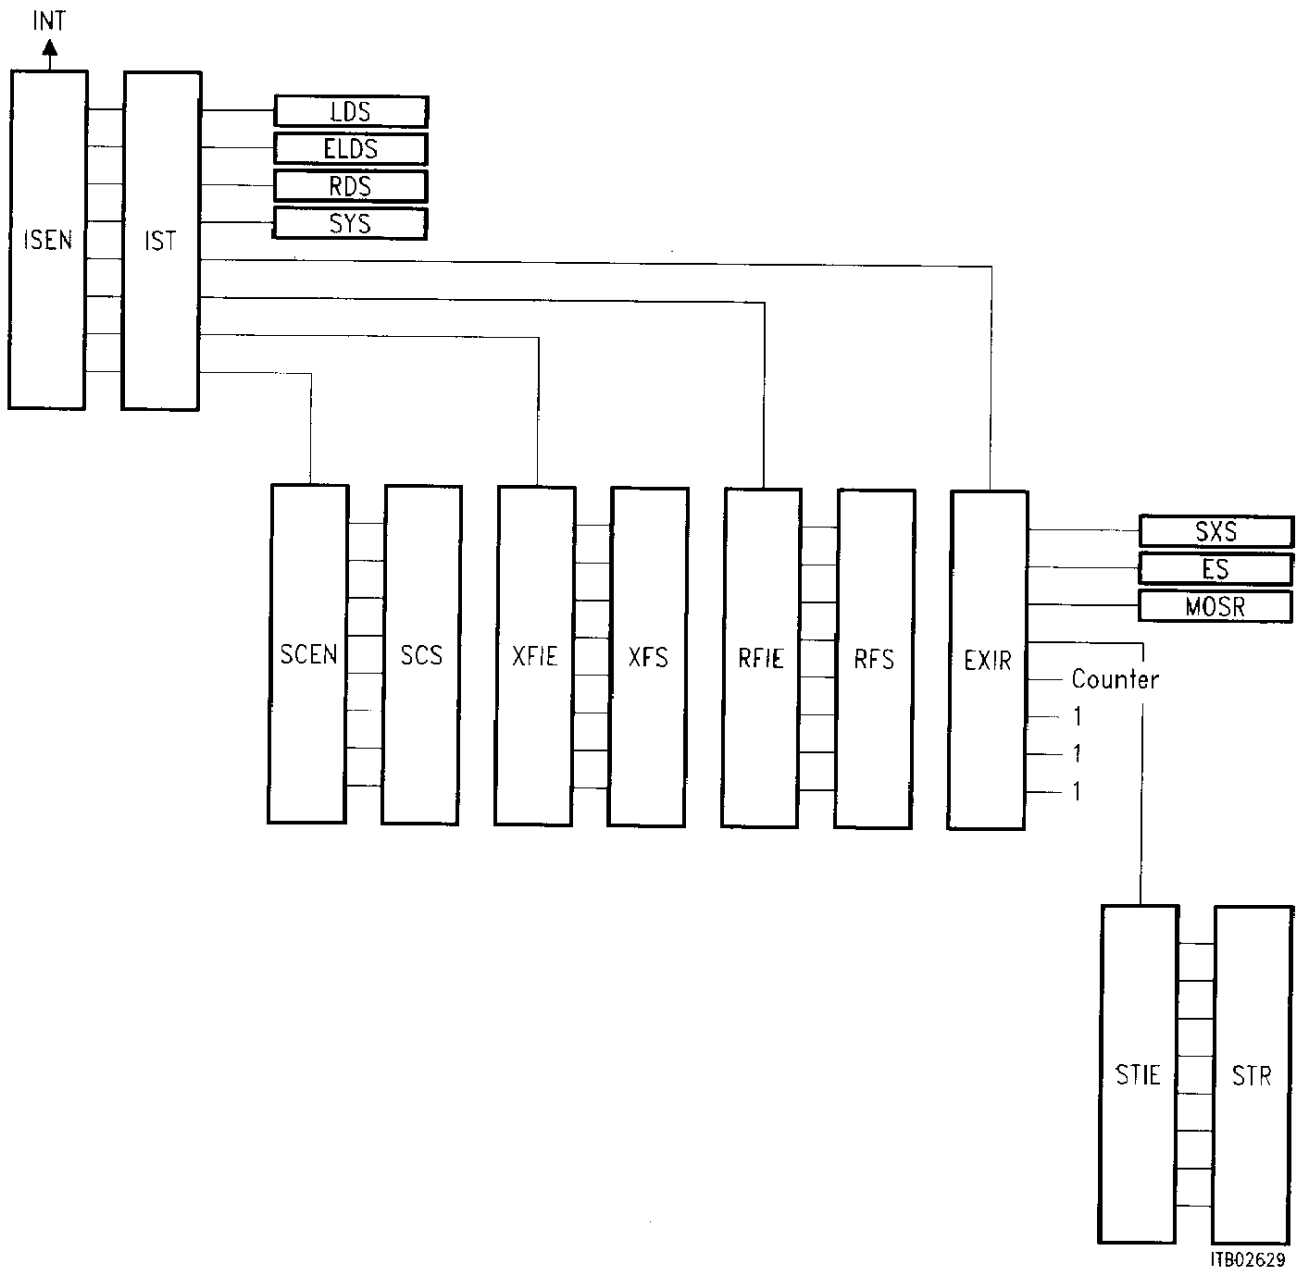 INT
LDS
ELDS
RDS
SYS
ISEN
IST
SXS
ES
MOSR
SCEN
SCS
XFIE
XFS
RFIE
RFS
EXIR
Counter
1
1
1
STIE
STR
ITB02629